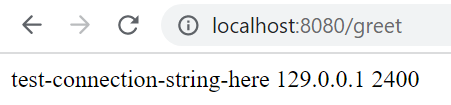 localhost:8080/greet
test-connection-string-here 129.0.0.1 2400